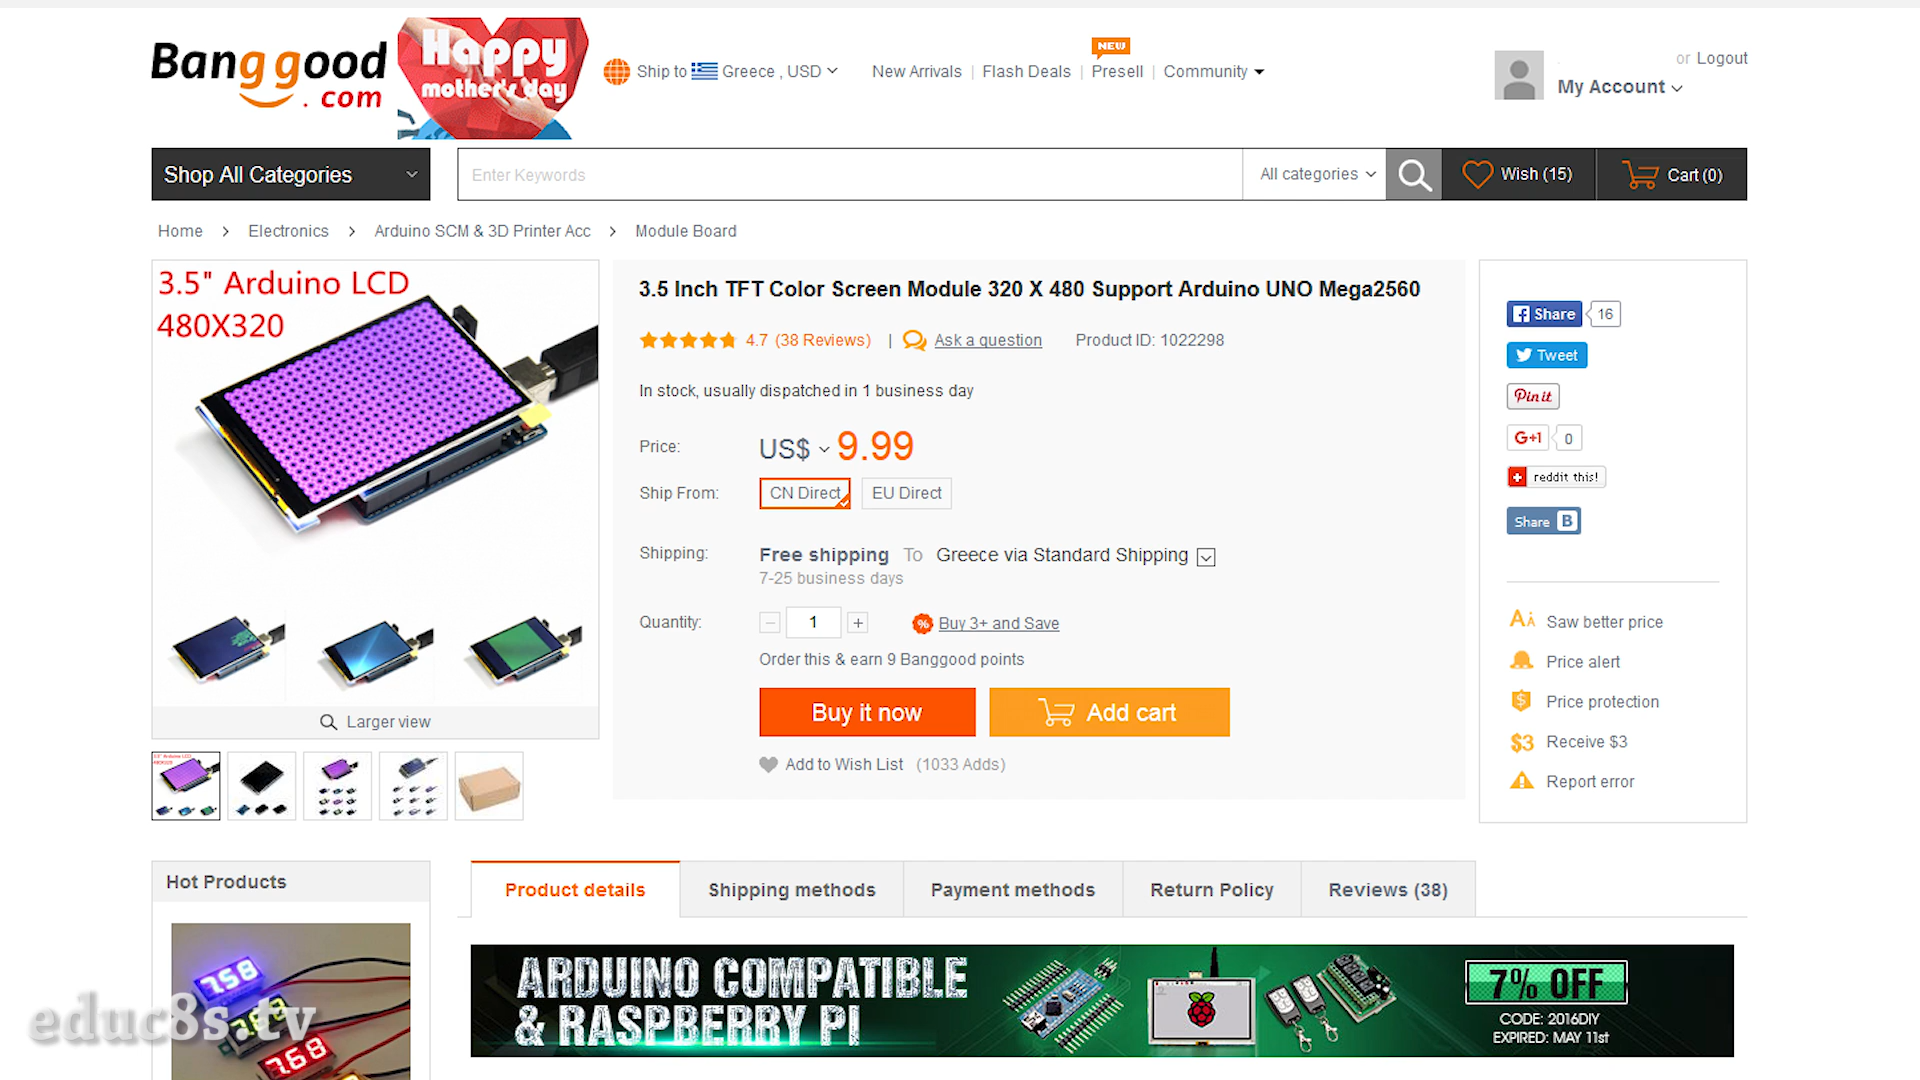 Banggood
.com
Happy
mother's day
Ship to Greece , USD
New Arrivals | Flash Deals | Presell | Community
NEW
or Logout
My Account
Shop All Categories
Enter Keywords
All categories
Wish (15)
Cart (0)
Home > Electronics > Arduino SCM & 3D Printer Acc > Module Board
3.5" Arduino LCD
480X320
Larger view
3.5 Inch TFT Color Screen Module 320 X 480 Support Arduino UNO Mega2560
4.7 (38 Reviews) | Ask a question Product ID: 1022298
In stock, usually dispatched in 1 business day
Price: US$ 9.99
Ship From: CN Direct EU Direct
Shipping: Free shipping To Greece via Standard Shipping
7-25 business days
Quantity: - 1 + % Buy 3+ and Save
Order this & earn 9 Banggood points
Buy it now
Add cart
Add to Wish List (1033 Adds)
Share 16
Tweet
Pin it
G+1 0
reddit this!
Share B
Saw better price
Price alert
Price protection
$3 Receive $3
Report error
Hot Products
7.58
7.68
educ8s.tv
Product details
Shipping methods
Payment methods
Return Policy
Reviews (38)
ARDUINO COMPATIBLE
& RASPBERRY PI
7% OFF
CODE: 2016DIY
EXPIRED: MAY 11st